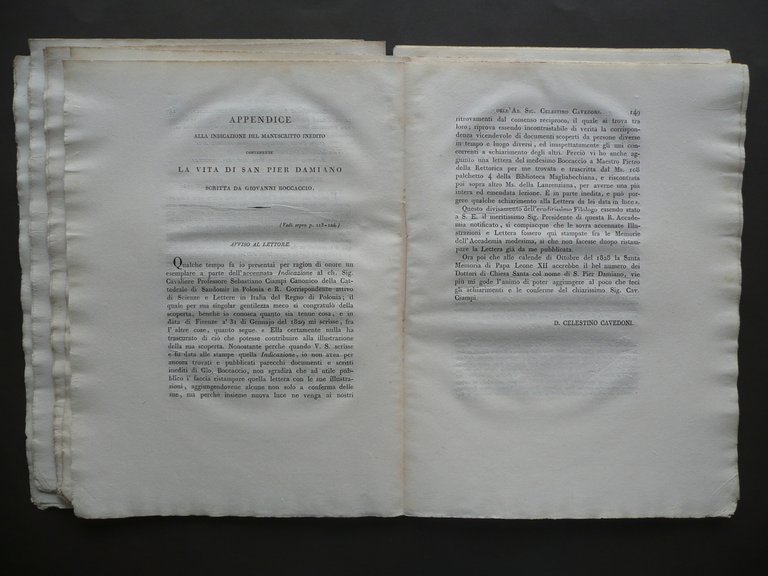 APPENDICE
ALLA INDICAZIONE DEL MANUSCRITTO INEDITO
CONTENENTE
LA VITA DI SAN PIER DAMIANO
SCRITTA DA GIOVANNI BOCCACCIO.
(Vedi sopra p. 118-126)
AVVISO AL LETTORE
Qualche tempo fa io presentai per ragion di onore un
esemplare a parte dell'accennata Indicazione al ch. Sig.
Cavaliere Professore Sebastiano Ciampi Canonico della Cat-
tedrale di Sandomir in Polonia e R. Corrispondente attivo
di Scienze e Lettere in Italia del Regno di Polonia; il
quale per sua singolar gentilezza meco si congratulò della
scoperta, benchè io conosca quanto sia tenue cosa, e in
data di Firenze a' 31 di Gennajo del 1829 mi scrisse, fra
l'altre cose, quanto segue. « Ella certamente nulla ha
trascurato di ciò che potesse contribuire alla illustrazione
della sua scoperta. Nonostante perchè quando V. S. scrisse
e fu data alle stampe quella Indicazione, io non avea per
ancora trovati e pubblicati parecchi documenti e scritti
inediti di Gio. Boccaccio, non sgradirà che ad utile pub-
blico i faccia ristampare quella lettera con le sue illustra-
zioni, aggiungendovene alcune non solo a conferma delle
sue, ma perchè insieme nuova luce ne venga ai nostri
DELL'AB. SIG. CELESTINO CAVEDONI. 149
ritrovamenti dal consenso reciproco, il quale si trova tra
loro; riprova essendo incontrastabile di verità la corrispon-
denza vicendevole di documenti scoperti da persone diverse
in tempo e luogo diversi, ed inaspettatamente gli uni con-
correnti a schiarimento degli altri. Perciò vi ho anche ag-
giunto una lettera del medesimo Boccaccio a Maestro Pietro
della Rettorica per me trovata e trascritta dal Ms. 108
palchetto 4 della Biblioteca Magliabechiana, e riscontrata
poi sopra altro Ms. della Laurenziana, per averne una più
intera ed emendata lezione. È in parte inedita, e può por-
gere qualche schiarimento alla Lettera da lei data in luce ».
Questo divisamento dell'eruditissimo Filologo essendo stato
a S. E. il meritissimo Sig. Presidente di questa R. Accade-
mia notificato, si compiacque che le sovra accennate Illu-
strazioni e Lettera fossero qui stampate fra le Memorie
dell'Accademia modesima, sì che non facesse duopo ristam-
pare la Lettera già da me pubblicata.
Ora poi che alle calende di Ottobre del 1828 la Santa
Memoria di Papa Leone XII accrebbe il bel numero dei
Dottori di Chiesa Santa col nome di S. Pier Damiano, vie
più mi gode l'animo di poter aggiungere al poco che feci
gli schiarimenti e le conferme del chiarissimo Sig. Cav.
Ciampi
D. CELESTINO CAVEDONI.